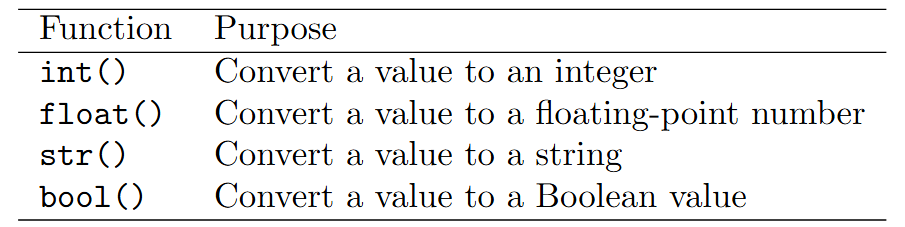 Function Purpose
int() Convert a value to an integer
float() Convert a value to a floating-point number
str() Convert a value to a string
bool() Convert a value to a Boolean value